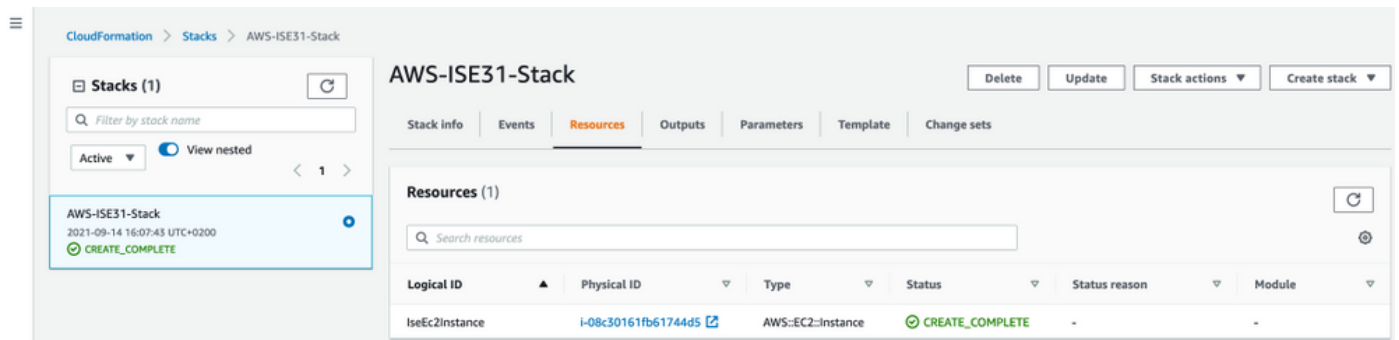 CloudFormation > Stacks > AWS-ISE31-Stack
Stacks (1)
Filter by stack name
Active
View nested
< 1 >
AWS-ISE31-Stack
2021-09-14 16:07:43 UTC+0200
CREATE_COMPLETE
AWS-ISE31-Stack
Delete Update Stack actions Create stack
Stack info Events Resources Outputs Parameters Template Change sets
Resources (1)
Search resources
Logical ID Physical ID Type Status Status reason Module
IseEc2Instance i-08c30161fb61744d5 AWS::EC2::Instance CREATE_COMPLETE - -